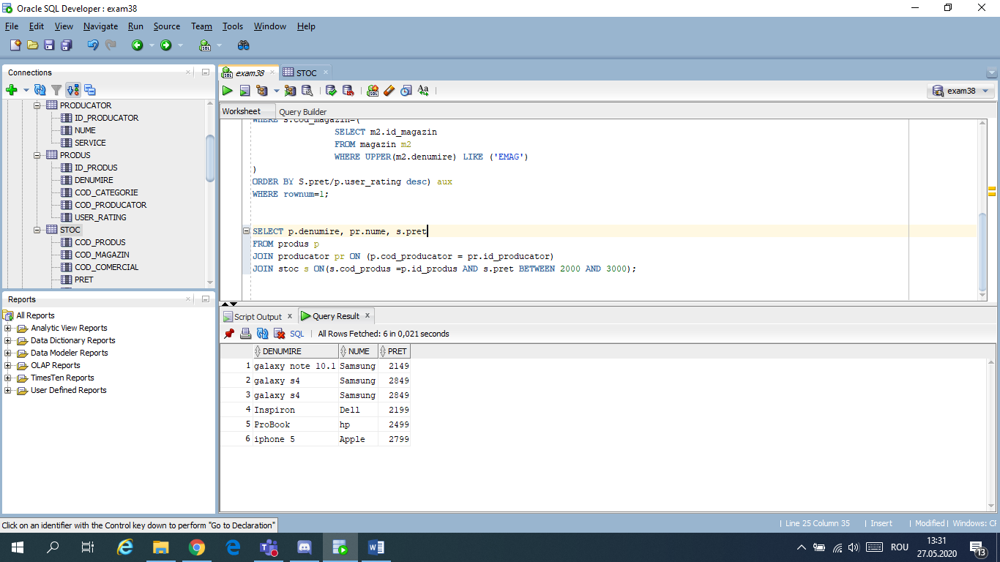 Oracle SQL Developer : exam38
File Edit View Navigate Run Source Team Tools Window Help
Connections
PRODUCATOR
ID_PRODUCATOR
NUME
SERVICE
PRODUS
ID_PRODUS
DENUMIRE
COD_CATEGORIE
COD_PRODUCATOR
USER_RATING
STOC
COD_PRODUS
COD_MAGAZIN
COD_COMERCIAL
PRET
Reports
All Reports
Analytic View Reports
Data Dictionary Reports
Data Modeler Reports
OLAP Reports
TimesTen Reports
User Defined Reports
exam38 STOC
exam38
Worksheet Query Builder
WHERE s.cod_magazin=(
SELECT m2.id_magazin
FROM magazin m2
WHERE UPPER(m2.denumire) LIKE ('EMAG')
)
ORDER BY S.pret/p.user_rating desc) aux
WHERE rownum=1;
SELECT p.denumire, pr.nume, s.pret
FROM produs p
JOIN producator pr ON (p.cod_producator = pr.id_producator)
JOIN stoc s ON(s.cod_produs =p.id_produs AND s.pret BETWEEN 2000 AND 3000);
Script Output Query Result
SQL All Rows Fetched: 6 in 0,021 seconds
DENUMIRE NUME PRET
1 galaxy note 10.1 Samsung 2149
2 galaxy s4 Samsung 2849
3 galaxy s4 Samsung 2849
4 Inspiron Dell 2199
5 ProBook hp 2499
6 iphone 5 Apple 2799
Click on an identifier with the Control key down to perform "Go to Declaration"
Line 25 Column 35 Insert Modified Windows: CF
ROU
13:31
27.05.2020
13